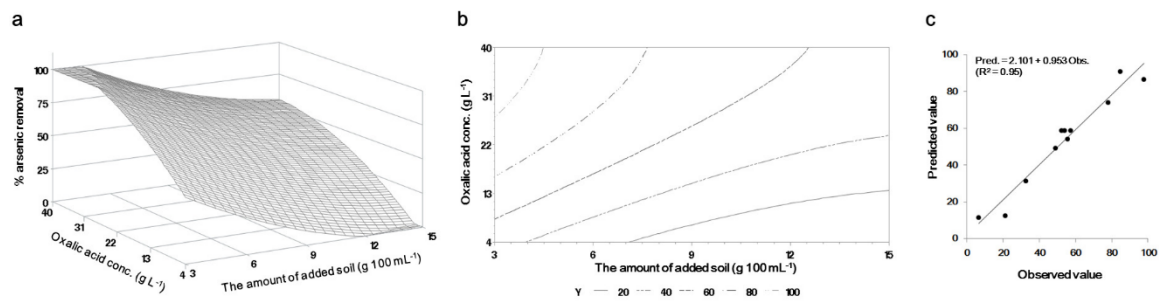 a
100
75
50
25
0
% arsenic removal
40
31
22
13
4
Oxalic acid conc. (g L⁻¹)
3
6
9
12
15
The amount of added soil (g 100 mL⁻¹)
b
40
31
22
13
4
Oxalic acid conc. (g L⁻¹)
3
6
9
12
15
The amount of added soil (g 100 mL⁻¹)
Y 20 40 60 80 100
c
Pred. = 2.101 + 0.953 Obs.
(R² = 0.95)
100
80
60
40
20
0
Predicted value
0 20 40 60 80 100
Observed value